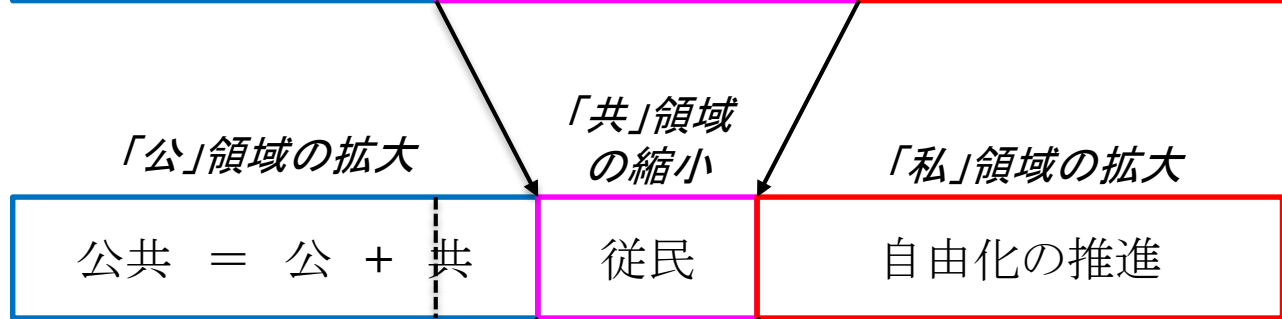 「公」領域の拡大
「共」領域
の縮小
「私」領域の拡大
公共 ＝ 公 + 共
従民
自由化の推進